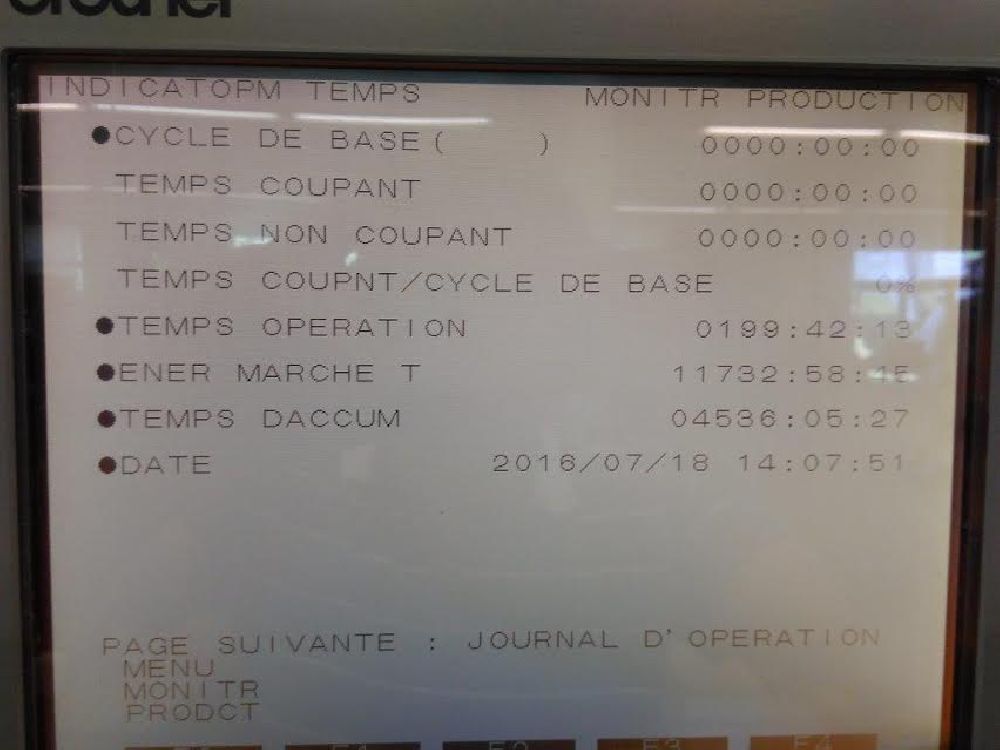 brother
INDICATOPM TEMPS MONITR PRODUCTION
●CYCLE DE BASE( ) 0000:00:00
TEMPS COUPANT 0000:00:00
TEMPS NON COUPANT 0000:00:00
TEMPS COUPNT/CYCLE DE BASE 0%
●TEMPS OPERATION 0199:42:13
●ENER MARCHE T 11732:58:45
●TEMPS DACCUM 04536:05:27
●DATE 2016/07/18 14:07:51
PAGE SUIVANTE : JOURNAL D'OPERATION
MENU
MONITR
PRODCT